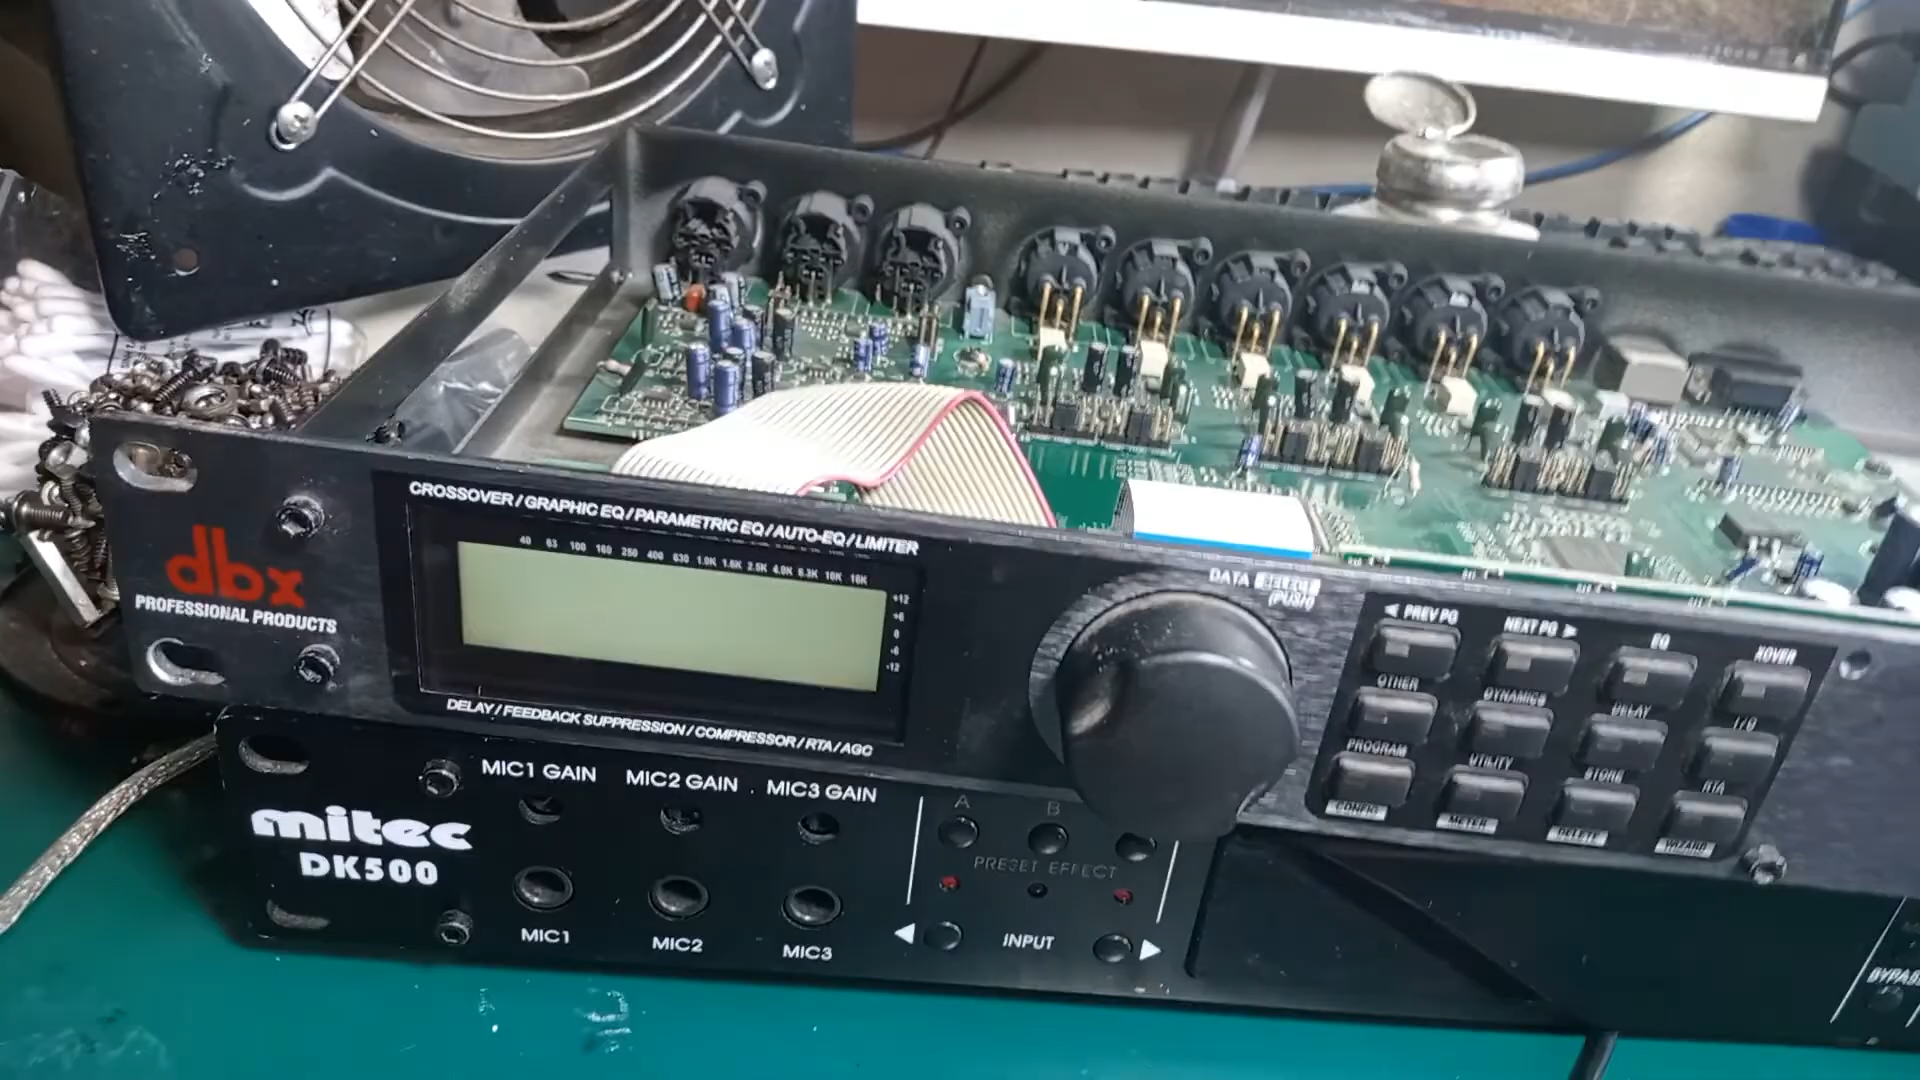 CROSSOVER / GRAPHIC EQ / PARAMETRIC EQ / AUTO-EQ / LIMITER
40 63 100 160 250 400 630 1.0K 1.6K 2.5K 4.0K 6.3K 10K 16K
+12
+6
0
-6
-12
dbx
PROFESSIONAL PRODUCTS
DELAY / FEEDBACK SUPPRESSION / COMPRESSOR / RTA / AGC
DATA SELECT
(PUSH)
◀ PREV PG NEXT PG ▶ EQ XOVER
OTHER DYNAMICS DELAY I/O
PROGRAM UTILITY STORE RTA
CONFIG METER DELETE WIZARD
mitec
DK500
MIC1 GAIN MIC2 GAIN MIC3 GAIN
A B
PRESET EFFECT
MIC1 MIC2 MIC3
◀ INPUT ▶